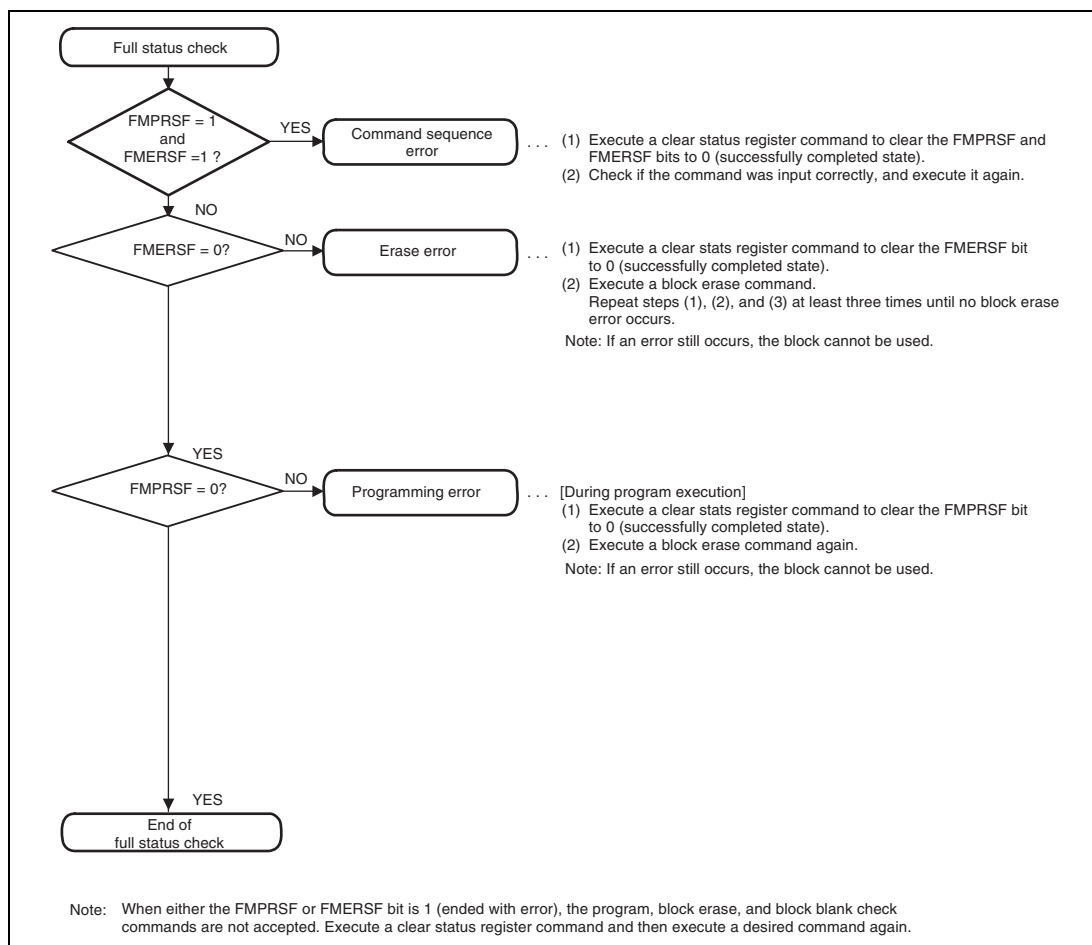 Full status check
FMPRSF = 1
and
FMERSF =1 ?
YES
Command sequence
error
. . . (1) Execute a clear status register command to clear the FMPRSF and
FMERSF bits to 0 (successfully completed state).
(2) Check if the command was input correctly, and execute it again.
NO
FMERSF = 0?
NO
Erase error
. . . (1) Execute a clear stats register command to clear the FMERSF bit
to 0 (successfully completed state).
(2) Execute a block erase command.
Repeat steps (1), (2), and (3) at least three times until no block erase
error occurs.
Note: If an error still occurs, the block cannot be used.
YES
FMPRSF = 0?
NO
Programming error
. . . [During program execution]
(1) Execute a clear stats register command to clear the FMPRSF bit
to 0 (successfully completed state).
(2) Execute a block erase command again.
Note: If an error still occurs, the block cannot be used.
YES
End of
full status check
Note: When either the FMPRSF or FMERSF bit is 1 (ended with error), the program, block erase, and block blank check
commands are not accepted. Execute a clear status register command and then execute a desired command again.